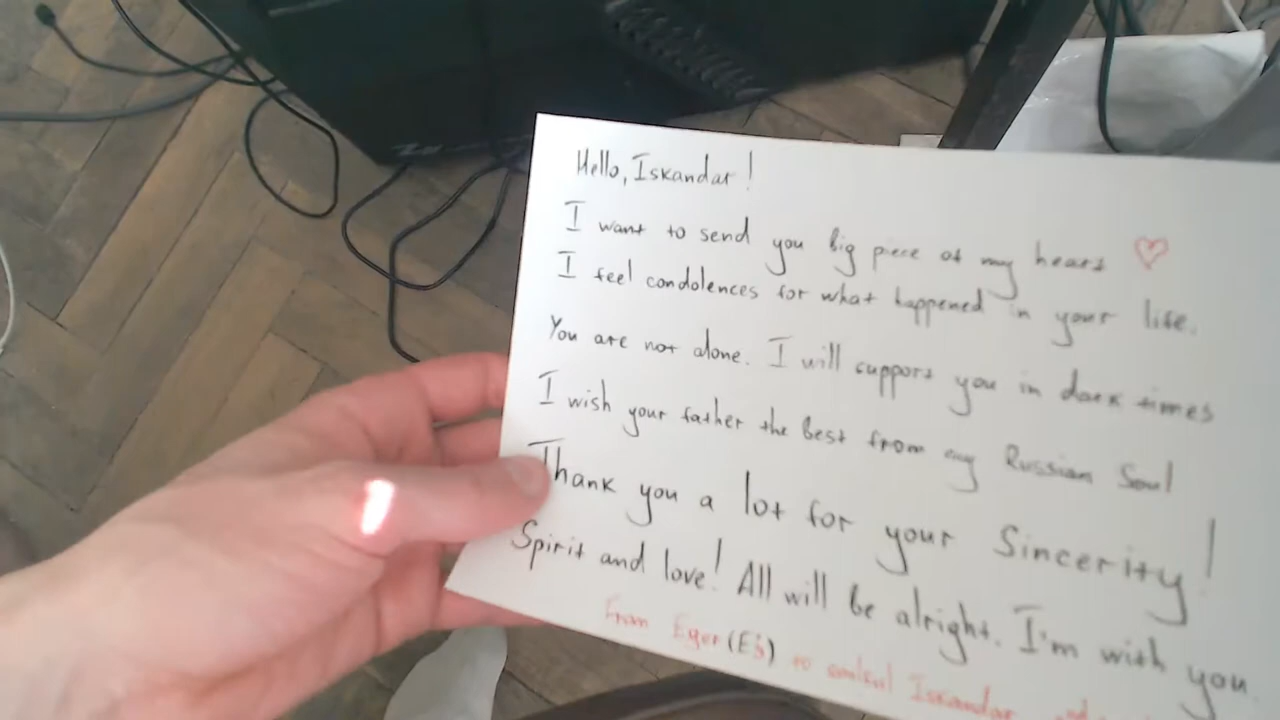 Hello, Iskandar!
I want to send you big piece of my heart ♡
I feel condolences for what happened in your life.
You are not alone. I will support you in dark times
I wish your father the best from my Russian Soul
Thank you a lot for your Sincerity!
Spirit and love! All will be alright. I'm with you.
From Eger to Iskandar